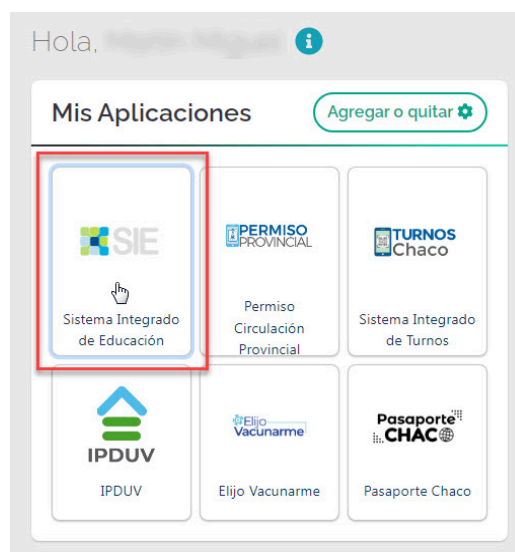 Hola,
Mis Aplicaciones
Agregar o quitar
SIE
Sistema Integrado
de Educación
PERMISO
PROVINCIAL
Permiso
Circulación
Provincial
TURNOS
Chaco
Sistema Integrado
de Turnos
IPDUV
IPDUV
Elijo
Vacunarme
Elijo Vacunarme
Pasaporte
CHACO
Pasaporte Chaco